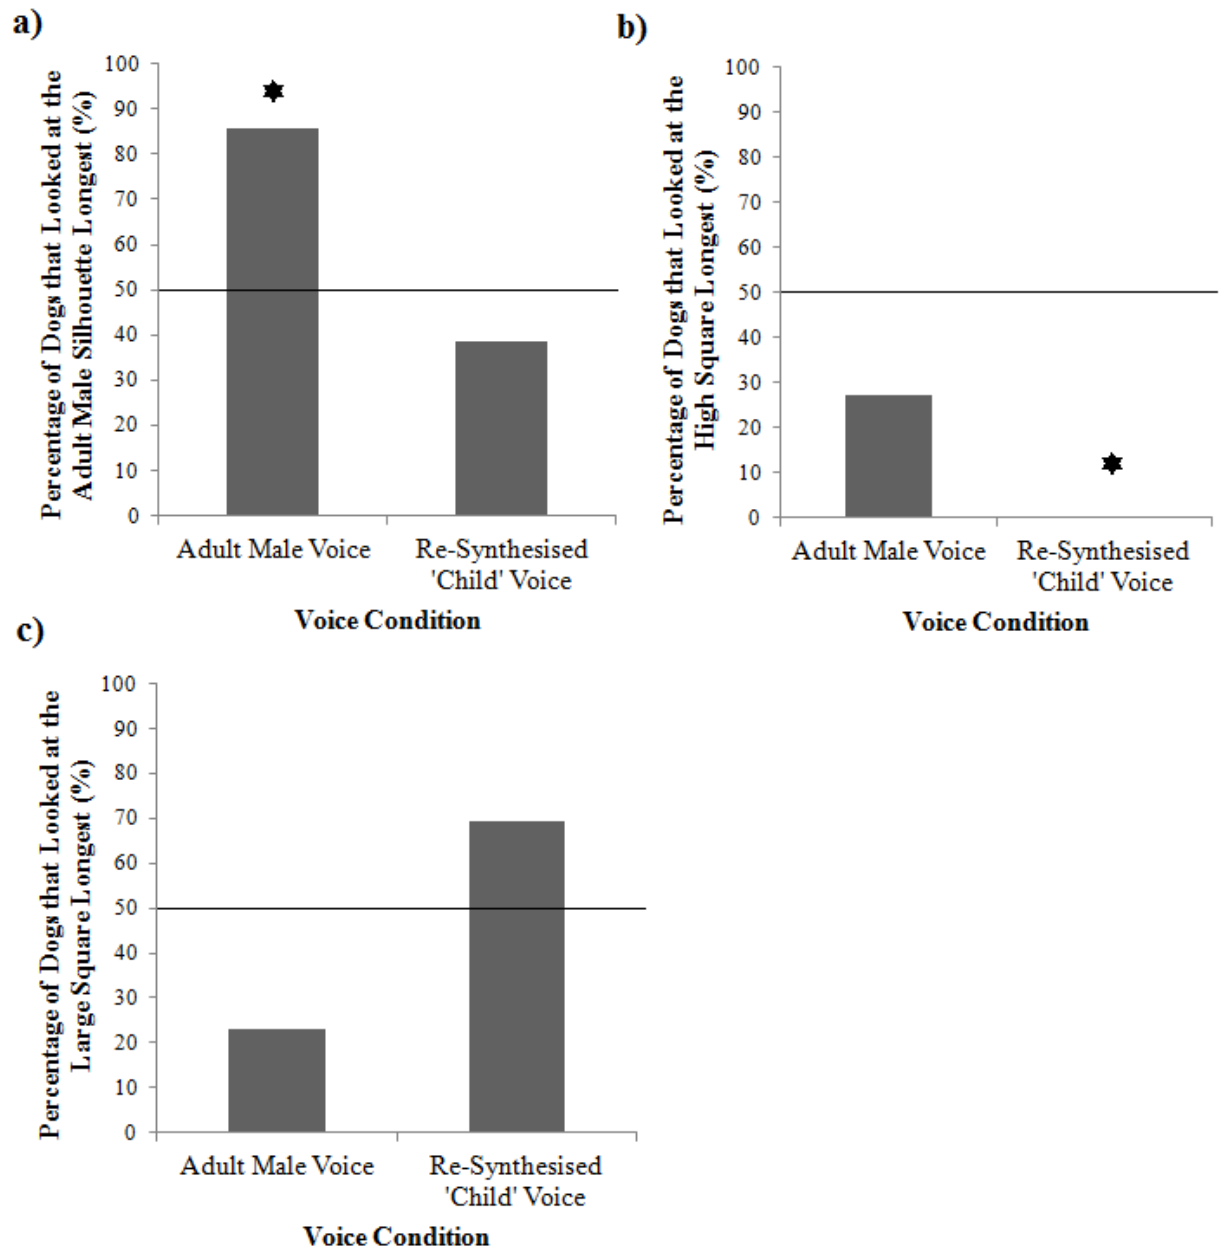 a)
Percentage of Dogs that Looked at the
Adult Male Silhouette Longest (%)
100
90
80
70
60
50
40
30
20
10
0
Adult Male Voice
Re-Synthesised
'Child' Voice
Voice Condition
b)
Percentage of Dogs that Looked at the
High Square Longest (%)
100
90
80
70
60
50
40
30
20
10
0
Adult Male Voice
Re-Synthesised
'Child' Voice
Voice Condition
c)
Percentage of Dogs that Looked at the
Large Square Longest (%)
100
90
80
70
60
50
40
30
20
10
0
Adult Male Voice
Re-Synthesised
'Child' Voice
Voice Condition